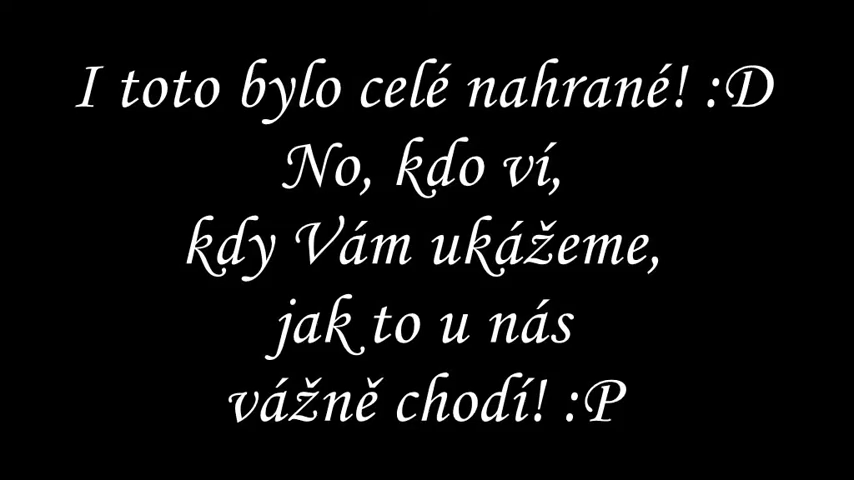 I toto bylo celé nahrané! :D
No, kdo ví,
kdy Vám ukážeme,
jak to u nás
vážně chodí! :P